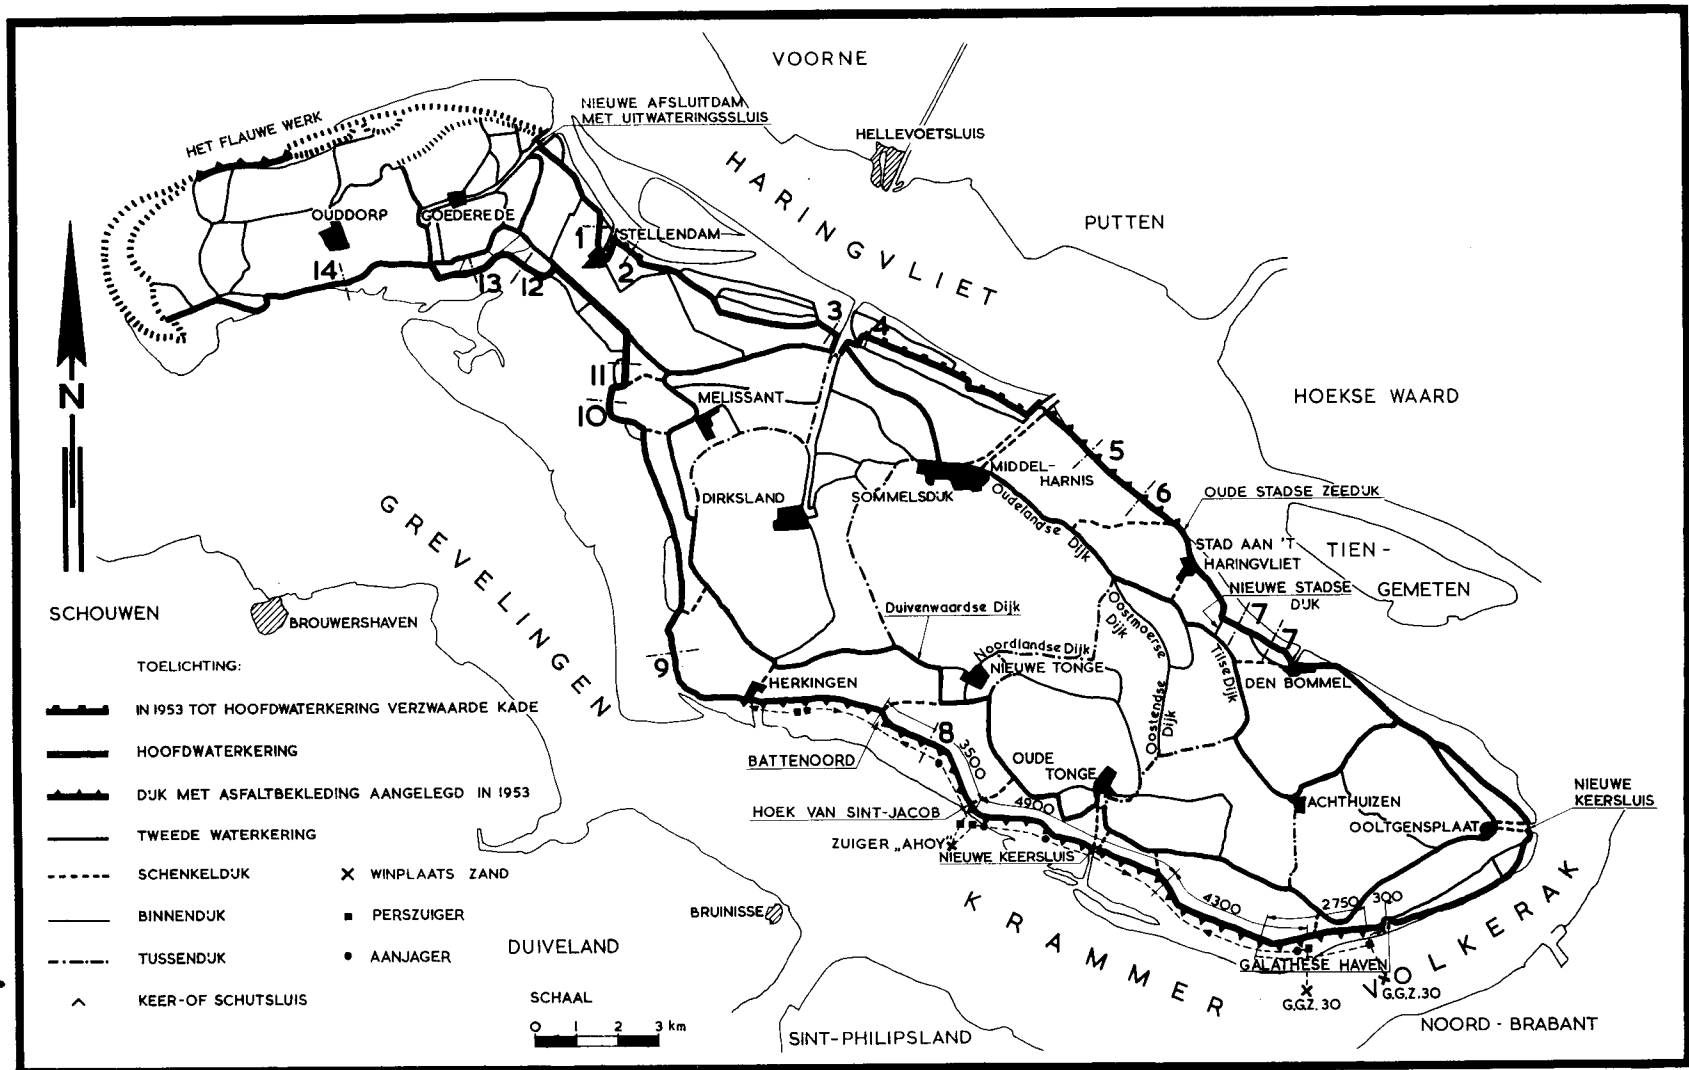 VOORNE
NIEUWE AFSLUITDAM
MET UITWATERINGSSLUIS
HET FLAUWE WERK
HELLEVOETSLUIS
HARINGVLIET
PUTTEN
OUDDORP
GOEDEREDE
STELLENDAM
1
2
14
13
12
3
4
N
11
10
MELISSANT
HOEKSE WAARD
5
6
MIDDEL-
HARNIS
DIRKSLAND
SOMMELSDIJK
OUDE STADSE ZEEDIJK
Oudelandse Dijk
GREVELINGEN
STAD AAN 'T
HARINGVLIET
TIEN-
GEMETEN
NIEUWE STADSE
DIJK
SCHOUWEN
BROUWERSHAVEN
Duivenwaardse Dijk
Oostmoerse
Dijk
7
7
Noordlandse Dijk
NIEUWE TONGE
Tilse Dijk
9
HERKINGEN
DEN BOMMEL
Oostendse
Dijk
TOELICHTING:
IN 1953 TOT HOOFDWATERKERING VERZWAARDE KADE
HOOFDWATERKERING
DIJK MET ASFALTBEKLEDING AANGELEGD IN 1953
TWEEDE WATERKERING
SCHENKELDIJK
BINNENDIJK
TUSSENDIJK
KEER-OF SCHUTSLUIS
WINPLAATS ZAND
PERSZUIGER
AANJAGER
8
3500
BATTENOORD
OUDE
TONGE
4900
HOEK VAN SINT-JACOB
ZUIGER „AHOY"
NIEUWE KEERSLUIS
ACHTHUIZEN
OOLTGENSPLAAT
NIEUWE
KEERSLUIS
4300
2750
300
BRUINISSE
KRAMMER
VOLKERAK
GALATHESE HAVEN
G.G.Z. 30
G.G.Z. 30
DUIVELAND
SCHAAL
0 1 2 3 km
SINT-PHILIPSLAND
NOORD-BRABANT